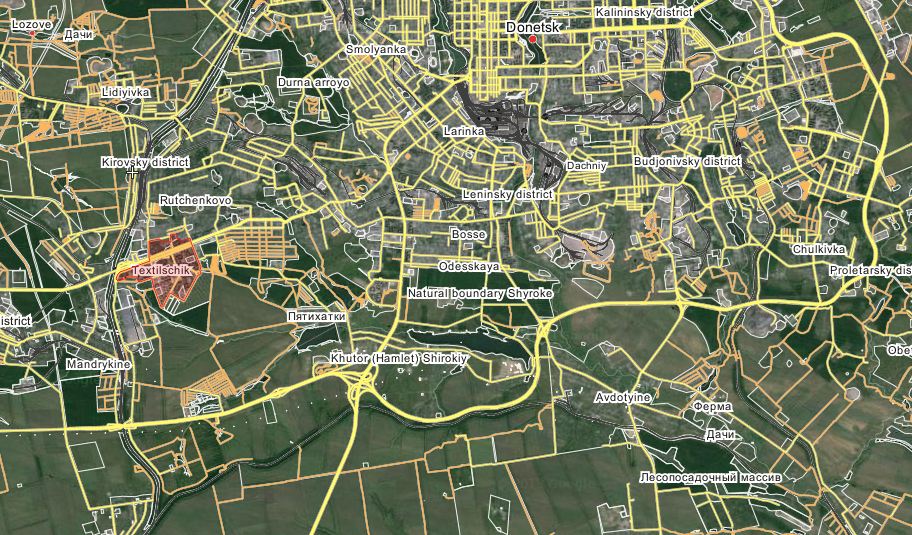 Kalininsky district
Lozove
Дачи
Donetsk
Smolyanka
Durna arroyo
Lidiyivka
Larinka
Kirovsky district
Dachniy
Budjonivsky district
Rutchenkovo
Leninsky district
Bosse
Chulkivka
Textilschik
Odesskaya
Proletarsky dis
Natural boundary Shyroke
istrict
Пятихатки
Obe
Mandrykine
Khutor (Hamlet) Shirokiy
Avdotyine
Ферма
Дачи
Лесопосадочный массив